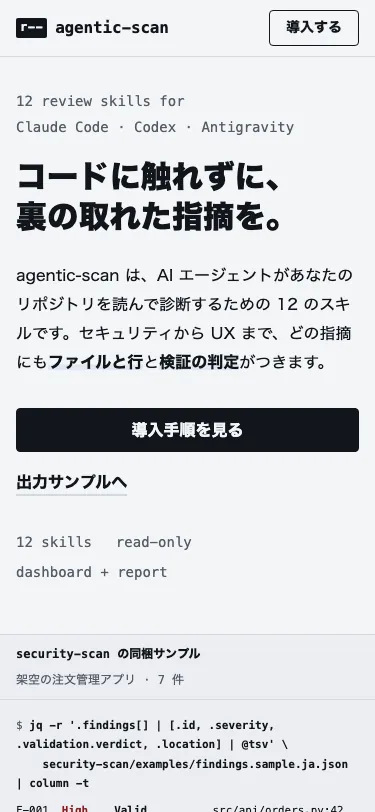 r-- agentic-scan 導入する
12 review skills for
Claude Code · Codex · Antigravity
コードに触れずに、
裏の取れた指摘を。
agentic-scan は、AI エージェントがあなたの
リポジトリを読んで診断するための 12 のスキ
ルです。セキュリティから UX まで、どの指摘
にもファイルと行と検証の判定がつきます。
導入手順を見る
出力サンプルへ
12 skills read-only
dashboard + report
security-scan の同梱サンプル
架空の注文管理アプリ · 7 件
$ jq -r '.findings[] | [.id, .severity,
.validation.verdict, .location] | @tsv' \
security-scan/examples/findings.sample.ja.json
| column -t
F-001 High Valid src/api/orders.py:42